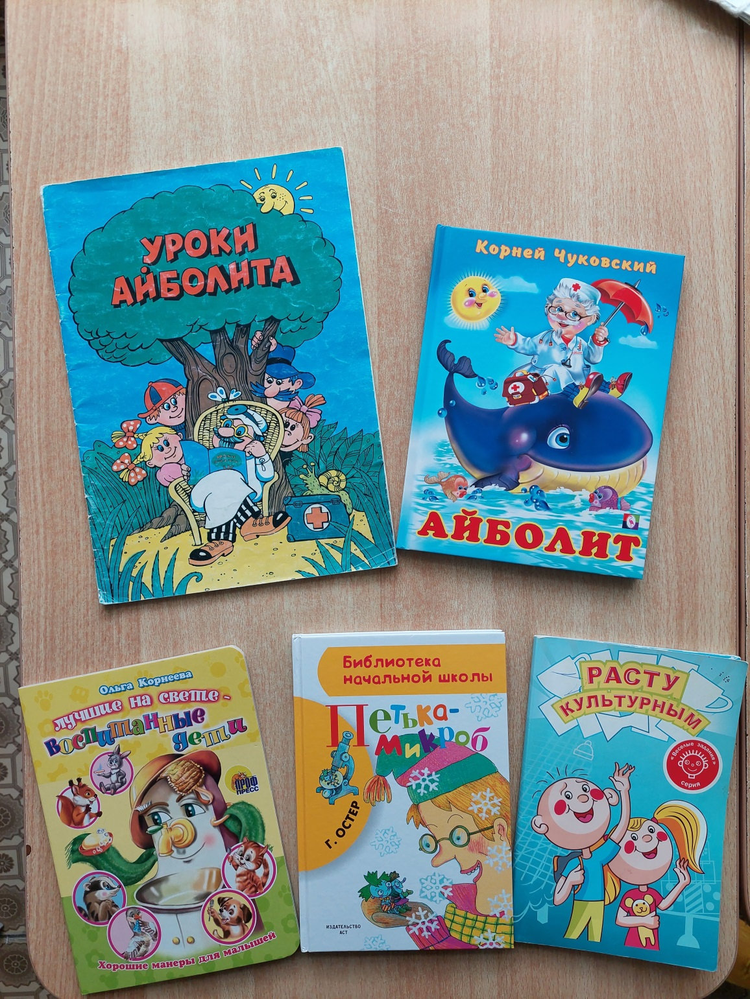 УРОКИ
АЙБОЛИТА
Корней Чуковский
АЙБОЛИТ
Ольга Корнеева
ЛУЧШИЕ НА СВЕТЕ -
ВОСПИТАННЫЕ
ДЕТИ
ПРОФ
ПРЕСС
Хорошие манеры для малышей
Библиотека
начальной школы
Петька-
микроб
Г. ОСТЕР
ИЗДАТЕЛЬСТВО
АСТ
РАСТУ
КУЛЬТУРНЫМ
«Веселые задания»
серия